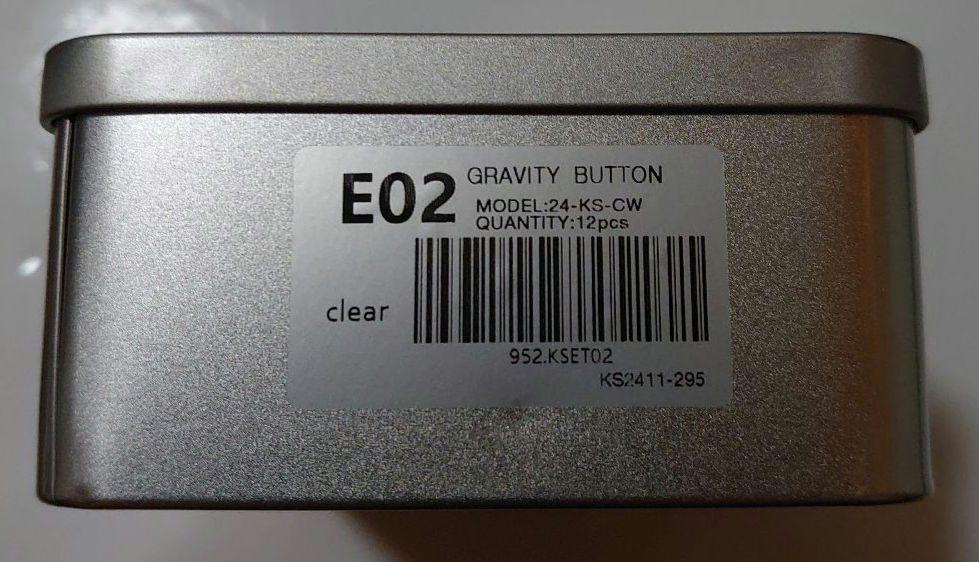 E02
GRAVITY BUTTON
MODEL:24-KS-CW
QUANTITY:12pcs
clear
952.KSET02
KS2411-295